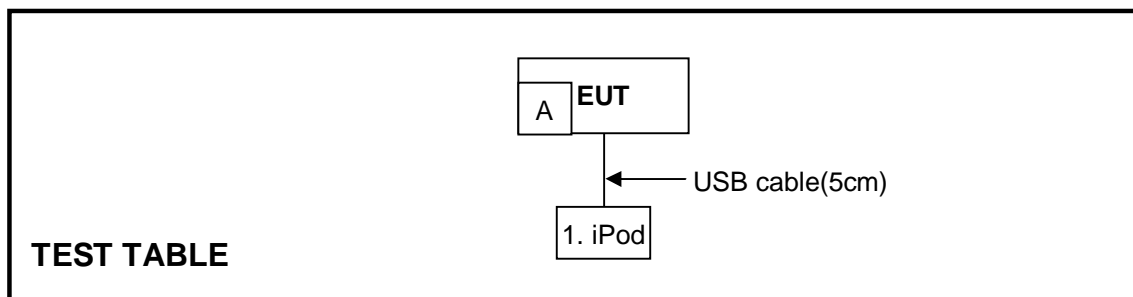 EUT
A
USB cable(5cm)
1. iPod
TEST TABLE